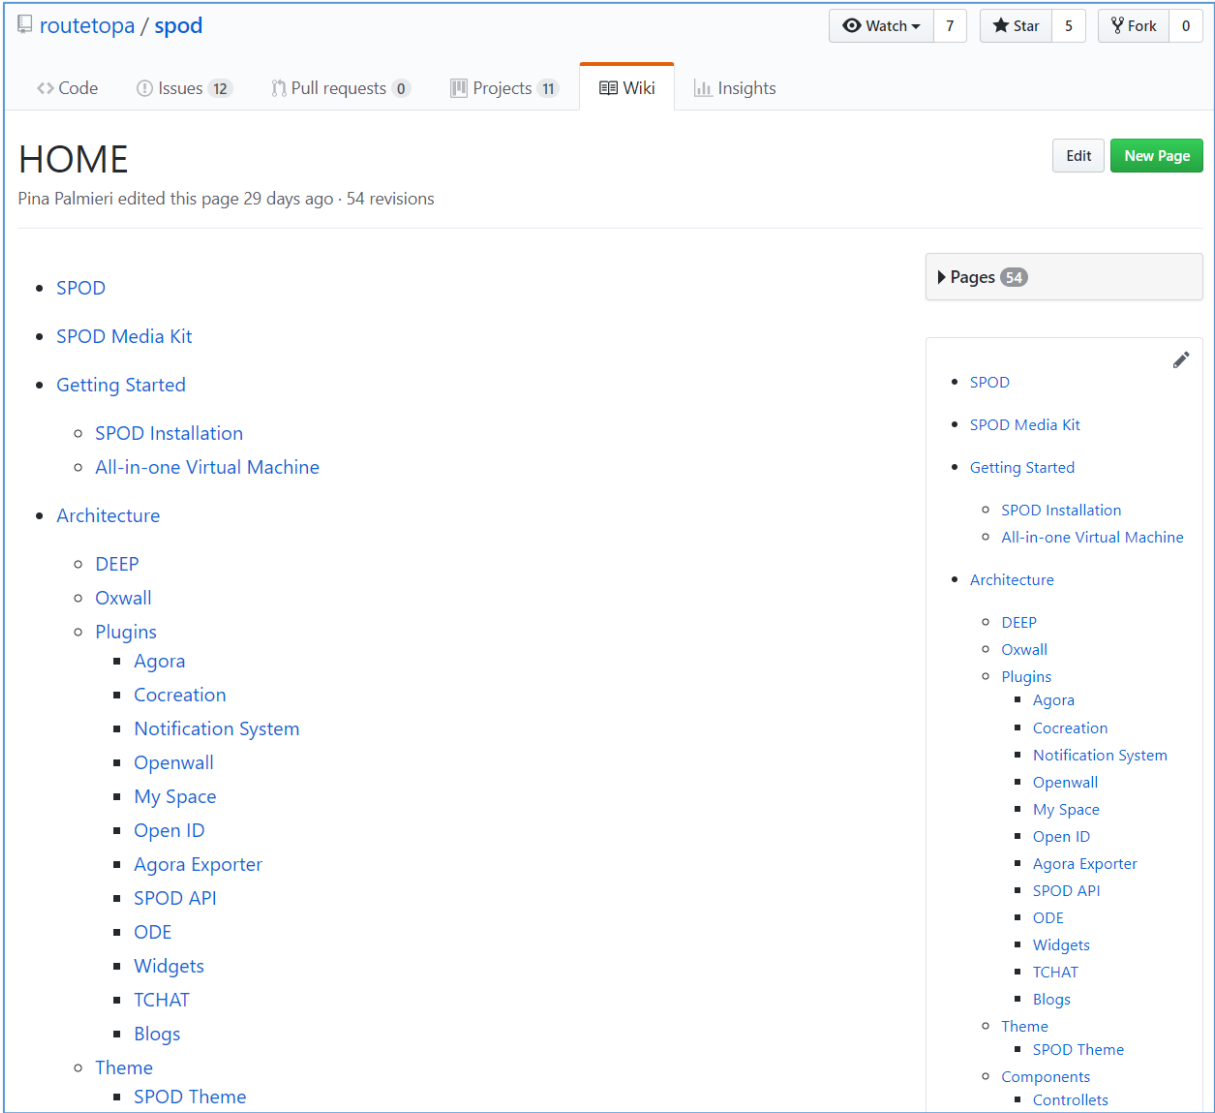 routetopa / spod
Watch 7 Star 5 Fork 0
Code Issues 12 Pull requests 0 Projects 11 Wiki Insights
HOME
Edit New Page
Pina Palmieri edited this page 29 days ago · 54 revisions
SPOD
SPOD Media Kit
Getting Started
SPOD Installation
All-in-one Virtual Machine
Architecture
DEEP
Oxwall
Plugins
Agora
Cocreation
Notification System
Openwall
My Space
Open ID
Agora Exporter
SPOD API
ODE
Widgets
TCHAT
Blogs
Theme
SPOD Theme
Pages 54
SPOD
SPOD Media Kit
Getting Started
SPOD Installation
All-in-one Virtual Machine
Architecture
DEEP
Oxwall
Plugins
Agora
Cocreation
Notification System
Openwall
My Space
Open ID
Agora Exporter
SPOD API
ODE
Widgets
TCHAT
Blogs
Theme
SPOD Theme
Components
Controllets